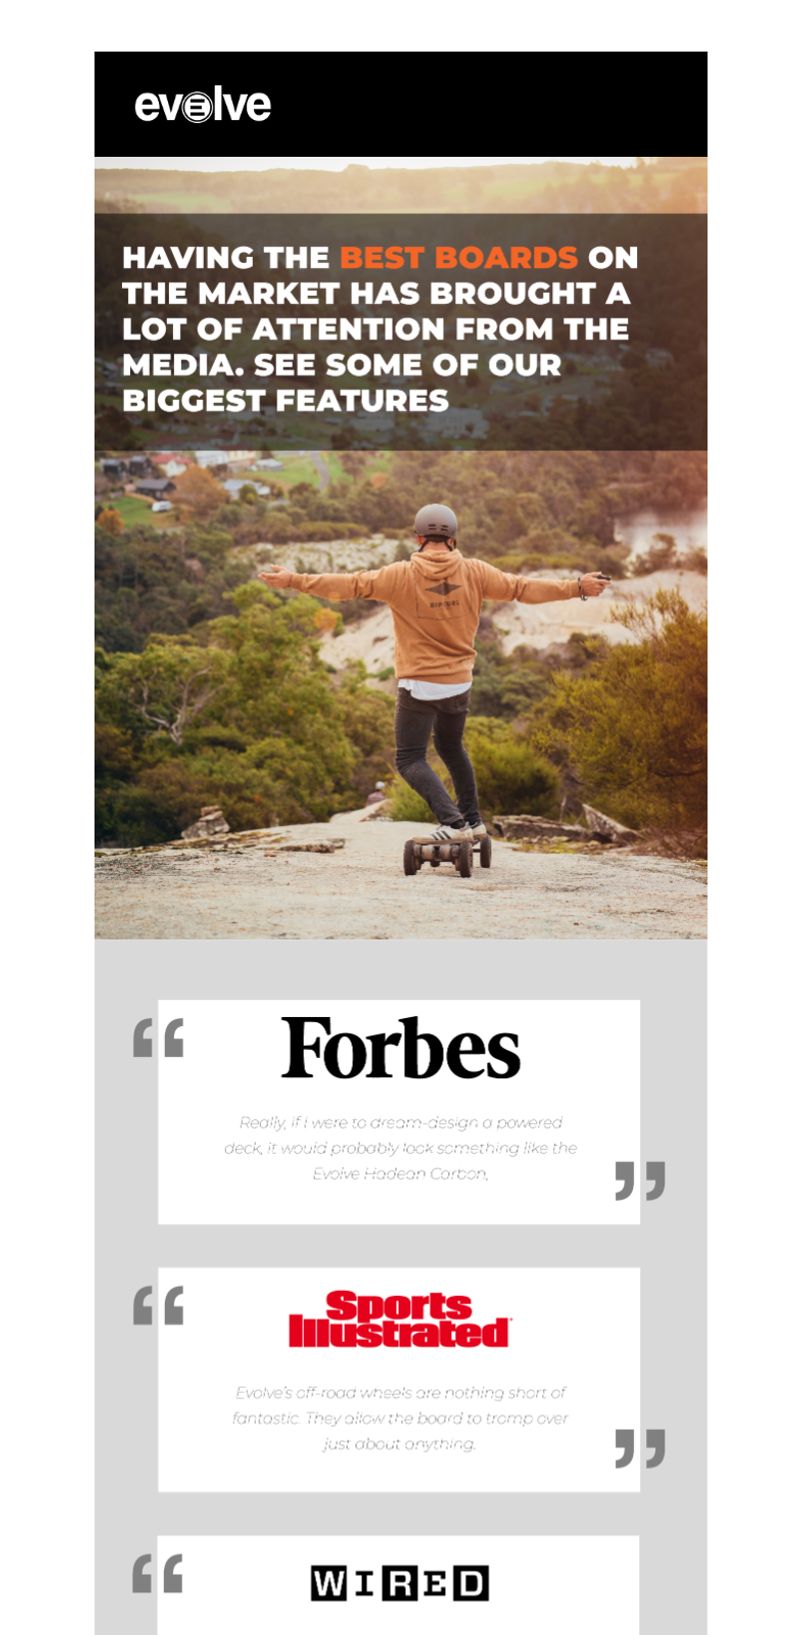 evolve
HAVING THE BEST BOARDS ON
THE MARKET HAS BROUGHT A
LOT OF ATTENTION FROM THE
MEDIA. SEE SOME OF OUR
BIGGEST FEATURES
RIP CURL
“
Forbes
Really, if I were to dream-design a powered
deck, it would probably look something like the
Evolve Hadean Carbon,
”
“
Sports
Illustrated
Evolve's off-road wheels are nothing short of
fantastic. They allow the board to tromp over
just about anything.
”
“
WIRED